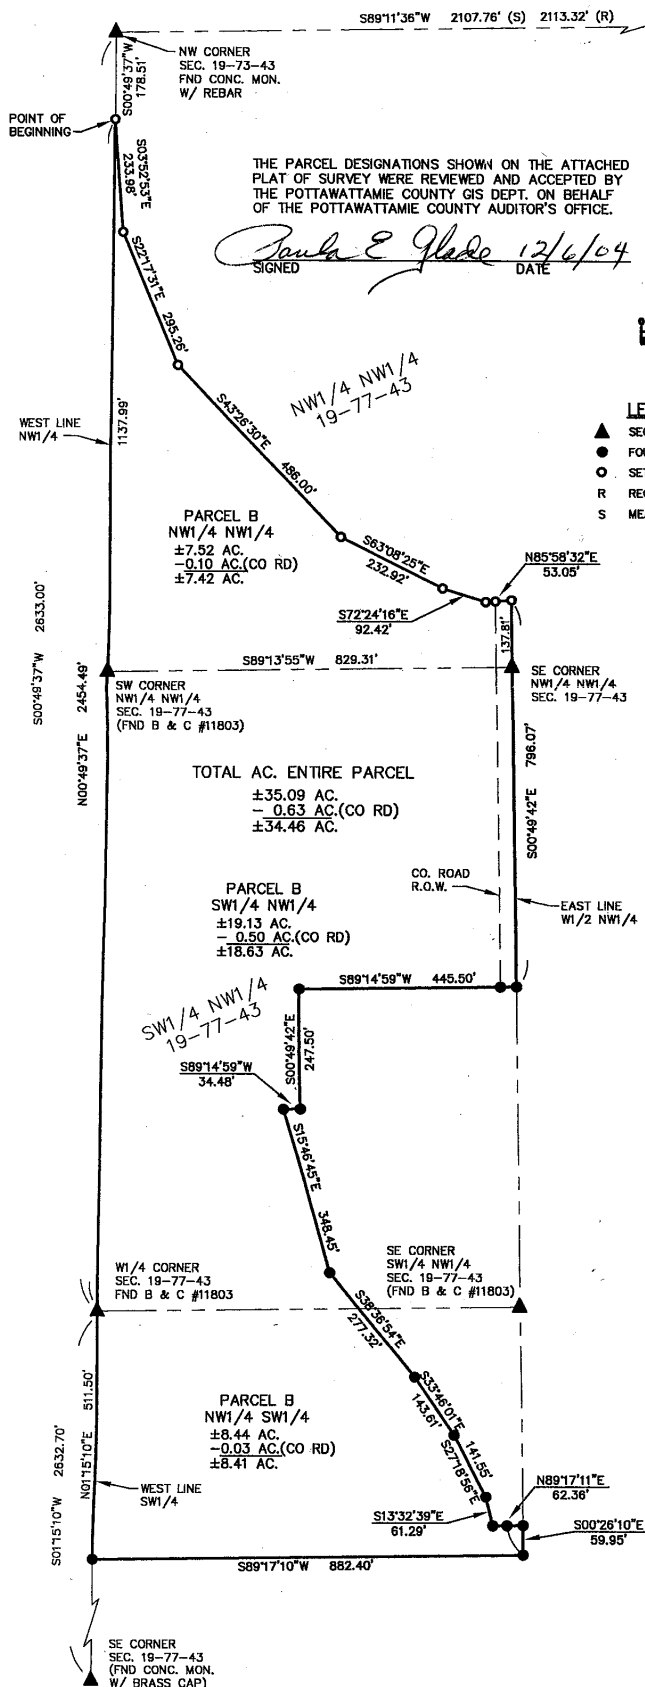 S89°11'36"W 2107.76' (S) 2113.32' (R)
NW CORNER
SEC. 19-73-43
FND CONC. MON.
W/ REBAR
S00°49'37"W
178.51'
POINT OF
BEGINNING
S03°52'53"E
233.98'
THE PARCEL DESIGNATIONS SHOWN ON THE ATTACHED
PLAT OF SURVEY WERE REVIEWED AND ACCEPTED BY
THE POTTAWATTAMIE COUNTY GIS DEPT. ON BEHALF
OF THE POTTAWATTAMIE COUNTY AUDITOR'S OFFICE.
Paula E Glade 12/6/04
SIGNED DATE
S22°17'31"E 295.26'
NW1/4 NW1/4
19-77-43
S43°26'30"E 486.00'
WEST LINE
NW1/4
1137.99'
R
S
PARCEL B
NW1/4 NW1/4
±7.52 AC.
-0.10 AC.(CO RD)
±7.42 AC.
S63°08'25"E
232.92'
N85°58'32"E
53.05'
S72°24'16"E
92.42'
137.81'
S00°49'37"W 2633.00'
N00°49'37"E 2454.49'
S89°13'55"W 829.31'
SW CORNER
NW1/4 NW1/4
SEC. 19-77-43
(FND B & C #11803)
SE CORNER
NW1/4 NW1/4
SEC. 19-77-43
TOTAL AC. ENTIRE PARCEL
±35.09 AC.
- 0.63 AC.(CO RD)
±34.46 AC.
S00°49'42"E 796.07'
CO. ROAD
R.O.W.
EAST LINE
W1/2 NW1/4
PARCEL B
SW1/4 NW1/4
±19.13 AC.
- 0.50 AC.(CO RD)
±18.63 AC.
S89°14'59"W 445.50'
SW1/4 NW1/4
19-77-43
S00°49'42"E
247.50'
S89°14'59"W
34.48'
S15°46'45"E 348.45'
W1/4 CORNER
SEC. 19-77-43
FND B & C #11803
SE CORNER
SW1/4 NW1/4
SEC. 19-77-43
(FND B & C #11803)
S38°36'54"E
277.32'
S33°46'01"E
143.61'
PARCEL B
NW1/4 SW1/4
±8.44 AC.
-0.03 AC.(CO RD)
±8.41 AC.
141.55'
S27°18'56"E
N89°17'11"E
62.36'
S13°32'39"E
61.29'
S00°26'10"E
59.95'
S01°15'10"W 2632.70'
N01°15'10"E 511.50'
WEST LINE
SW1/4
S89°17'10"W 882.40'
SE CORNER
SEC. 19-77-43
(FND CONC. MON.
W/ BRASS CAP)